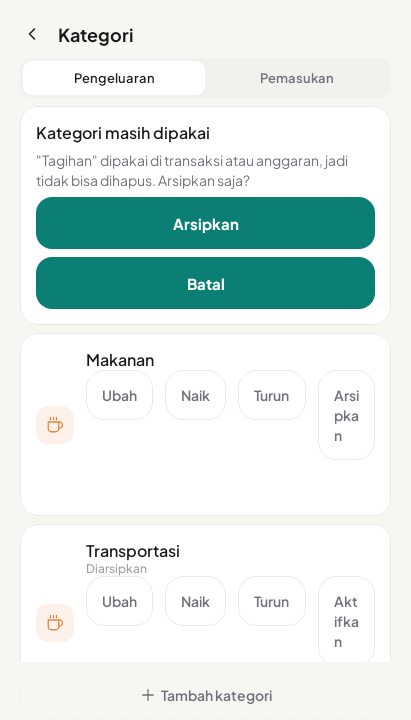 Kategori
Pengeluaran
Pemasukan
Kategori masih dipakai
"Tagihan" dipakai di transaksi atau anggaran, jadi
tidak bisa dihapus. Arsipkan saja?
Arsipkan
Batal
Makanan
Ubah
Naik
Turun
Arsi
pka
n
Transportasi
Diarsipkan
Ubah
Naik
Turun
Akt
ifka
n
Tambah kategori